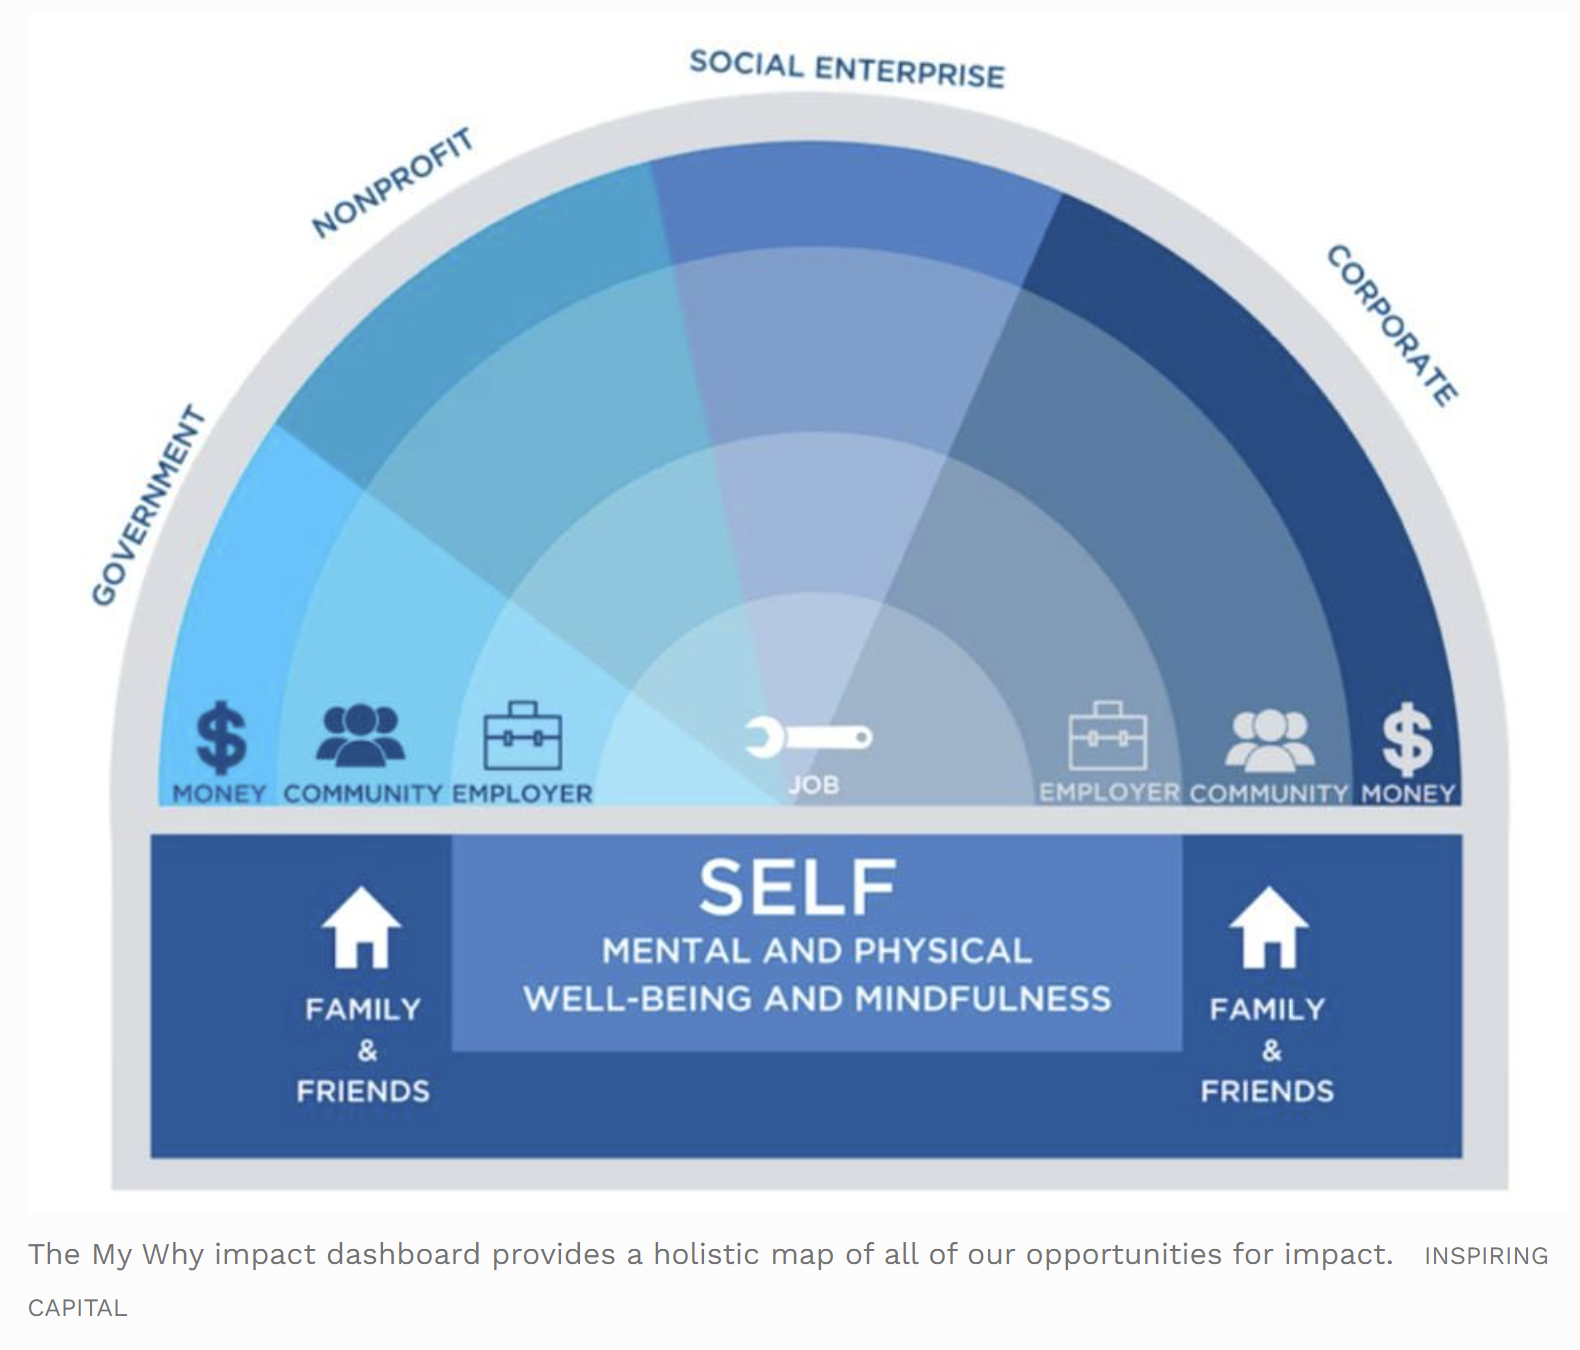 SOCIAL ENTERPRISE
NONPROFIT
CORPORATE
GOVERNMENT
JOB
MONEY COMMUNITY EMPLOYER
EMPLOYER COMMUNITY MONEY
SELF
MENTAL AND PHYSICAL
WELL-BEING AND MINDFULNESS
FAMILY
&
FRIENDS
FAMILY
&
FRIENDS
The My Why impact dashboard provides a holistic map of all of our opportunities for impact. INSPIRING
CAPITAL